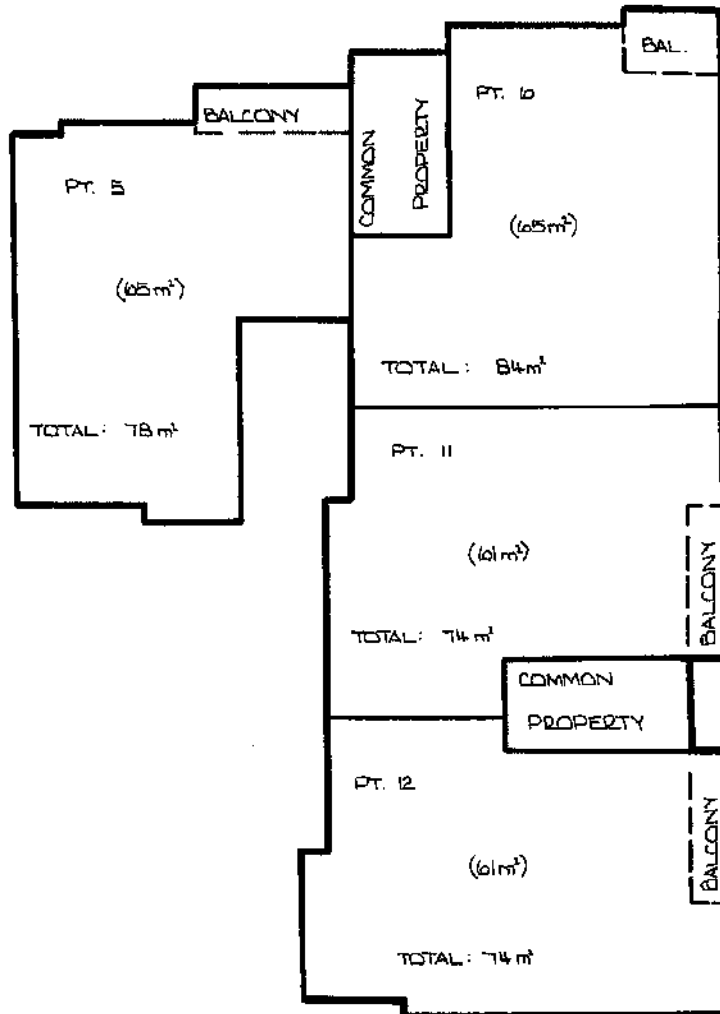 BAL.
PT. 6
BALCONY
COMMON
PROPERTY
PT. 5
(65m²)
(65m²)
TOTAL: 84m²
TOTAL: 78m²
PT. 11
(61m²)
BALCONY
TOTAL: 74m²
COMMON
PROPERTY
PT. 12
BALCONY
(61m²)
TOTAL: 74m²